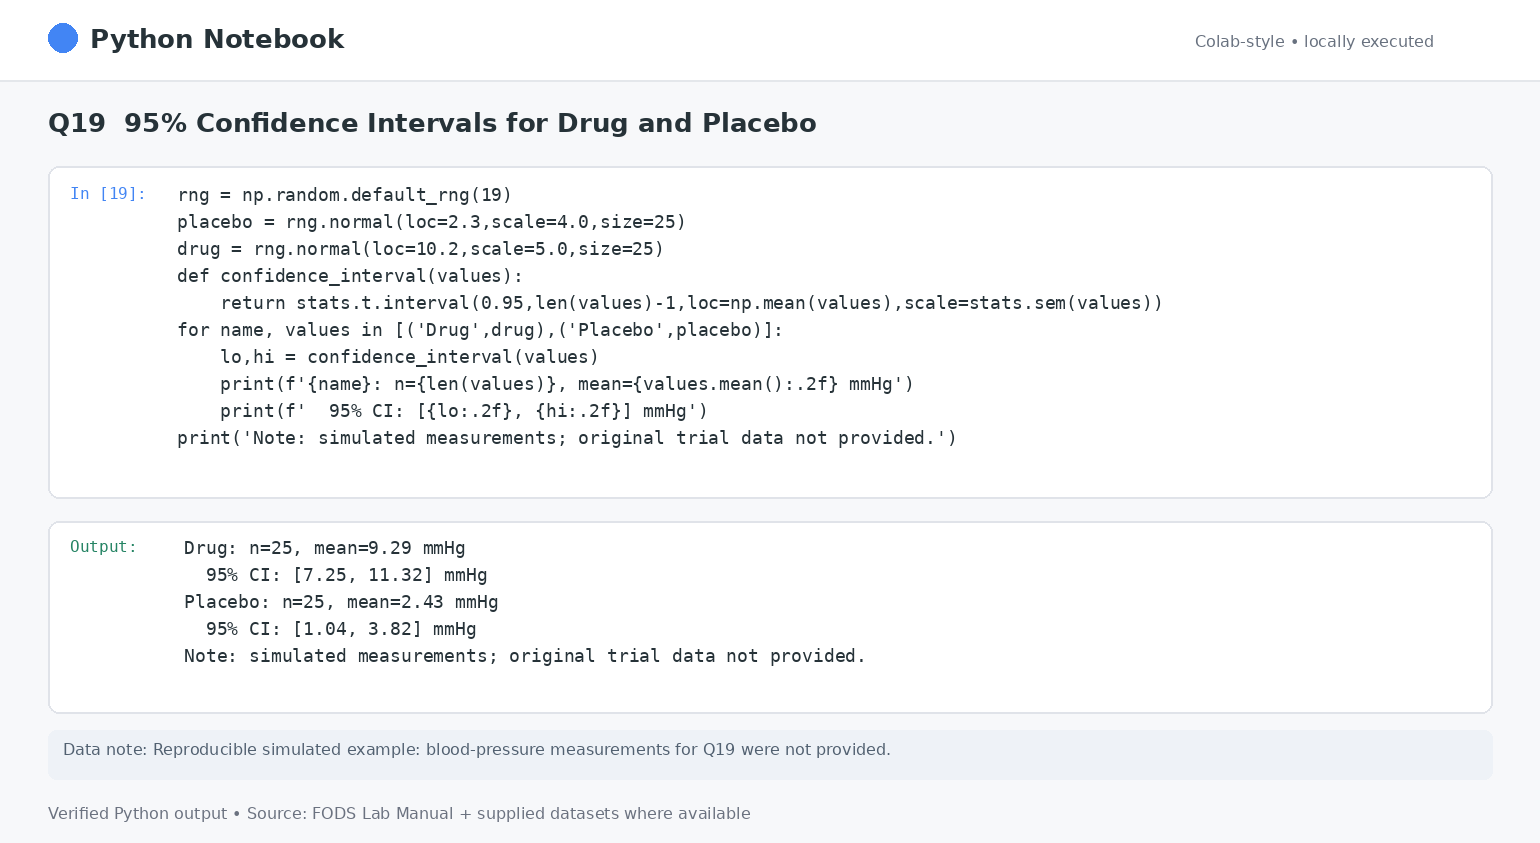 Python Notebook
Colab-style • locally executed
Q19  95% Confidence Intervals for Drug and Placebo
In [19]:
rng = np.random.default_rng(19)
placebo = rng.normal(loc=2.3,scale=4.0,size=25)
drug = rng.normal(loc=10.2,scale=5.0,size=25)
def confidence_interval(values):
    return stats.t.interval(0.95,len(values)-1,loc=np.mean(values),scale=stats.sem(values))
for name, values in [('Drug',drug),('Placebo',placebo)]:
    lo,hi = confidence_interval(values)
    print(f'{name}: n={len(values)}, mean={values.mean():.2f} mmHg')
    print(f'  95% CI: [{lo:.2f}, {hi:.2f}] mmHg')
print('Note: simulated measurements; original trial data not provided.')
Output:
Drug: n=25, mean=9.29 mmHg
  95% CI: [7.25, 11.32] mmHg
Placebo: n=25, mean=2.43 mmHg
  95% CI: [1.04, 3.82] mmHg
Note: simulated measurements; original trial data not provided.
Data note: Reproducible simulated example: blood-pressure measurements for Q19 were not provided.
Verified Python output • Source: FODS Lab Manual + supplied datasets where available